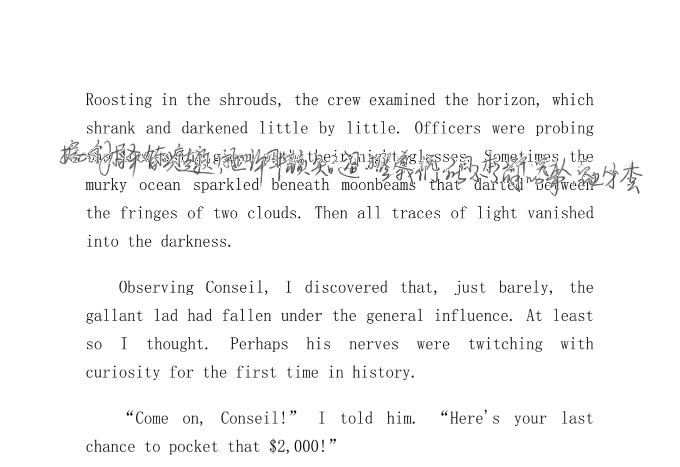 Roosting in the shrouds, the crew examined the horizon, which
shrank and darkened little by little. Officers were probing
their night glasses. Sometimes the
murky ocean sparkled beneath moonbeams that darted between
the fringes of two clouds. Then all traces of light vanished
into the darkness.
Observing Conseil, I discovered that, just barely, the
gallant lad had fallen under the general influence. At least
so I thought. Perhaps his nerves were twitching with
curiosity for the first time in history.
“Come on, Conseil!” I told him. “Here's your last
chance to pocket that $2,000!”